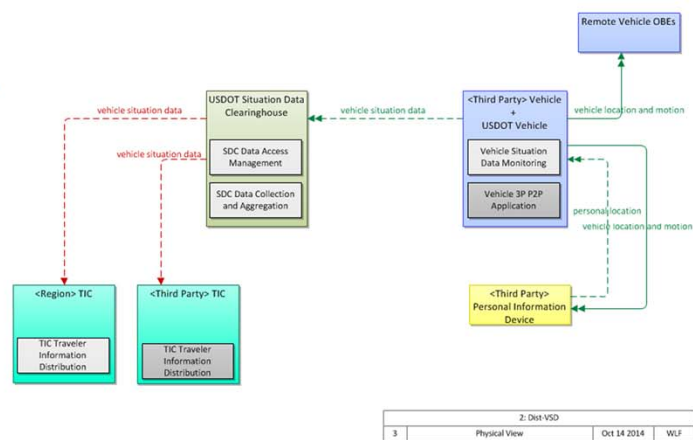 Remote Vehicle OBEs
USDOT Situation Data
Clearinghouse
SDC Data Access
Management
SDC Data Collection
and Aggregation
<Third Party> Vehicle
+
USDOT Vehicle
Vehicle Situation
Data Monitoring
Vehicle 3P P2P
Application
vehicle situation data
vehicle situation data
vehicle location and motion
vehicle situation data
personal location
vehicle location and motion
<Region> TIC
TIC Traveler
Information
Distribution
<Third Party> TIC
TIC Traveler
Information
Distribution
<Third Party>
Personal Information
Device
2: Dist-VSD
3 Physical View Oct 14 2014 WLF